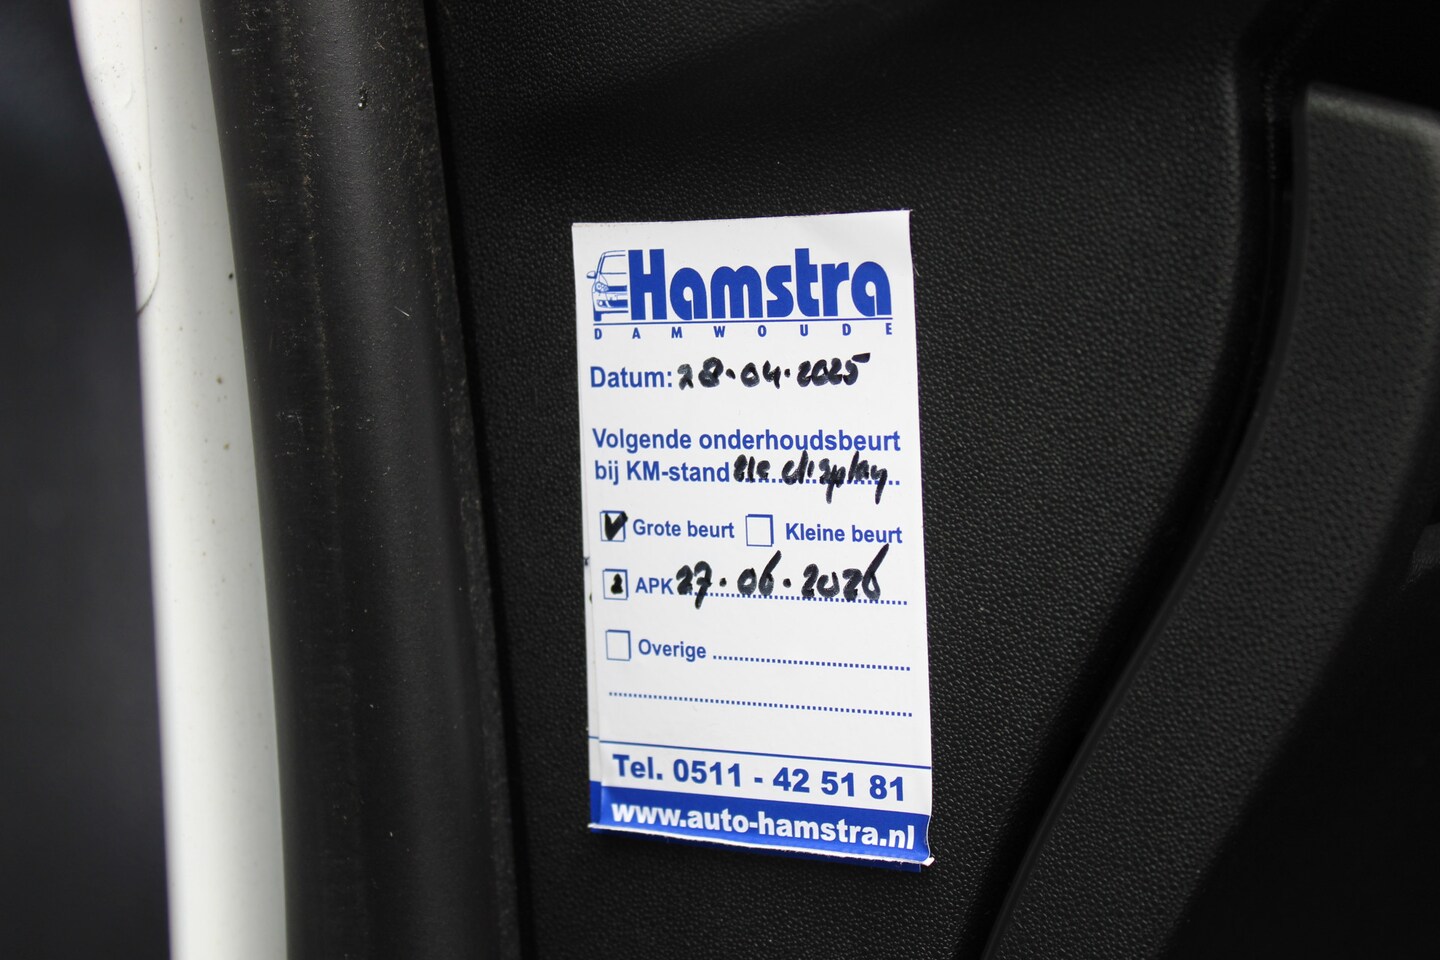 Hamstra
DAMWOUDE
Datum: 28.04.2025
Volgende onderhoudsbeurt
bij KM-stand zie display
Grote beurt Kleine beurt
APK 27.06.2026
Overige
Tel. 0511 - 42 51 81
www.auto-hamstra.nl